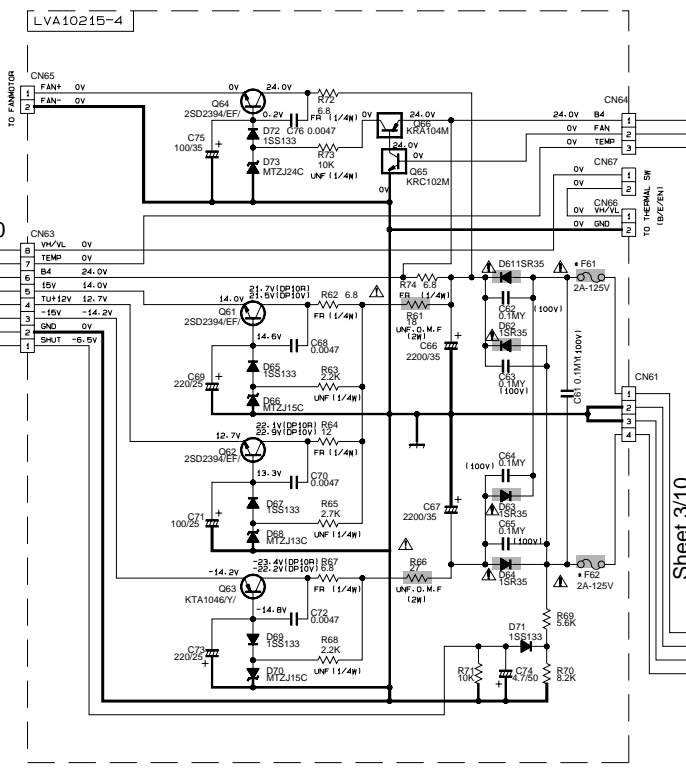 LVA10215-4
CN65
1 FAN+ 0V
2 FAN- 0V
TO FANMOTOR
0V 24.0V
Q64
2SD2394/EF/
R72
6.8
FR (1/4W)
0.2V
C76 0.0047
D72
1SS133
C75
100/35
D73
MTZJ24C
R73
10K
UNF (1/4W)
24.0V
Q66
KRA104M
24.0V
0V
Q65
KRC102M
0V
CN64
24.0V B4 1
0V FAN 2
0V TEMP 3
CN67
0V 1
2
CN66
0V VH/VL 1
0V GND 2
TO THERMAL SW
(B/E/EN)
0
CN63
8 VH/VL 0V
7 TEMP 0V
6 B4 24.0V
5 15V 14.0V
4 TU+12V 12.7V
3 -15V -14.2V
2 GND 0V
1 SHUT -6.5V
21.7V(DP10R)
21.5V(DP10V)
14.0V
Q61
2SD2394/EF/
R62 6.8
FR (1/4W)
14.6V
C68
0.0047
D65
1SS133
R63
2.2K
UNF (1/4W)
C69
220/25
D66
MTZJ15C
R74 6.8
FR (1/4W)
R61
18
UNF.O.M.F
(2W)
C66
2200/35
D611SR35
C62
0.1MY
(100V)
D62
1SR35
C63
0.1MY
(100V)
F61
2A-125V
C61 0.1MY(100V)
CN61
1
2
3
4
22.1V(DP10R)
22.9V(DP10V)
12.7V
Q62
2SD2394/EF/
R64
12
FR (1/4W)
13.3V
C70
0.0047
D67
1SS133
R65
2.7K
UNF (1/4W)
C71
100/25
D68
MTZJ13C
C67
2200/35
C64
0.1MY
(100V)
D63
1SR35
C65
0.1MY
(100V)
D64
1SR35
F62
2A-125V
-23.4V(DP10R)
-22.2V(DP10V)
-14.2V
Q63
KTA1046/Y/
R67
6.8
FR (1/4W)
R66
27
UNF.O.M.F
(2W)
-14.8V
C72
0.0047
D69
1SS133
R68
2.2K
UNF (1/4W)
C73
220/25
D70
MTZJ15C
D71
1SS133
R69
5.6K
R71
10K
C74
4.7/50
R70
8.2K
Sheet 3/10